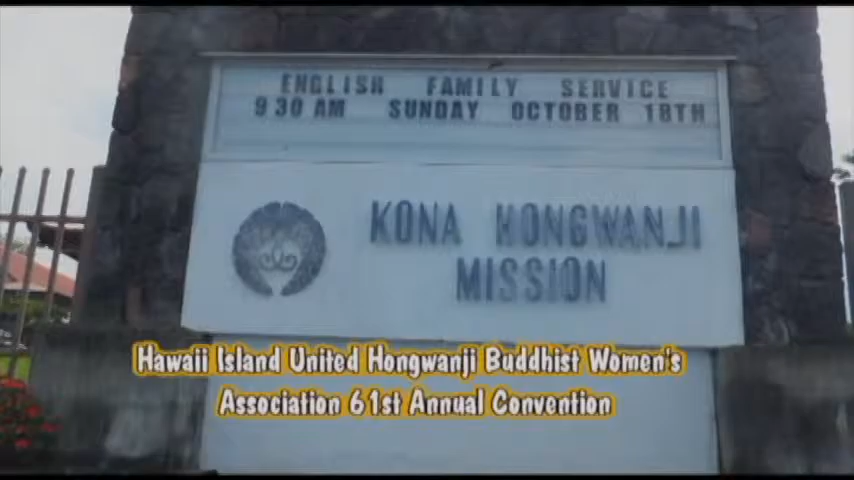 ENGLISH FAMILY SERVICE
9 30 AM SUNDAY OCTOBER 18TH
KONA HONGWANJI
MISSION
Hawaii Island United Hongwanji Buddhist Women's
Association 61st Annual Convention